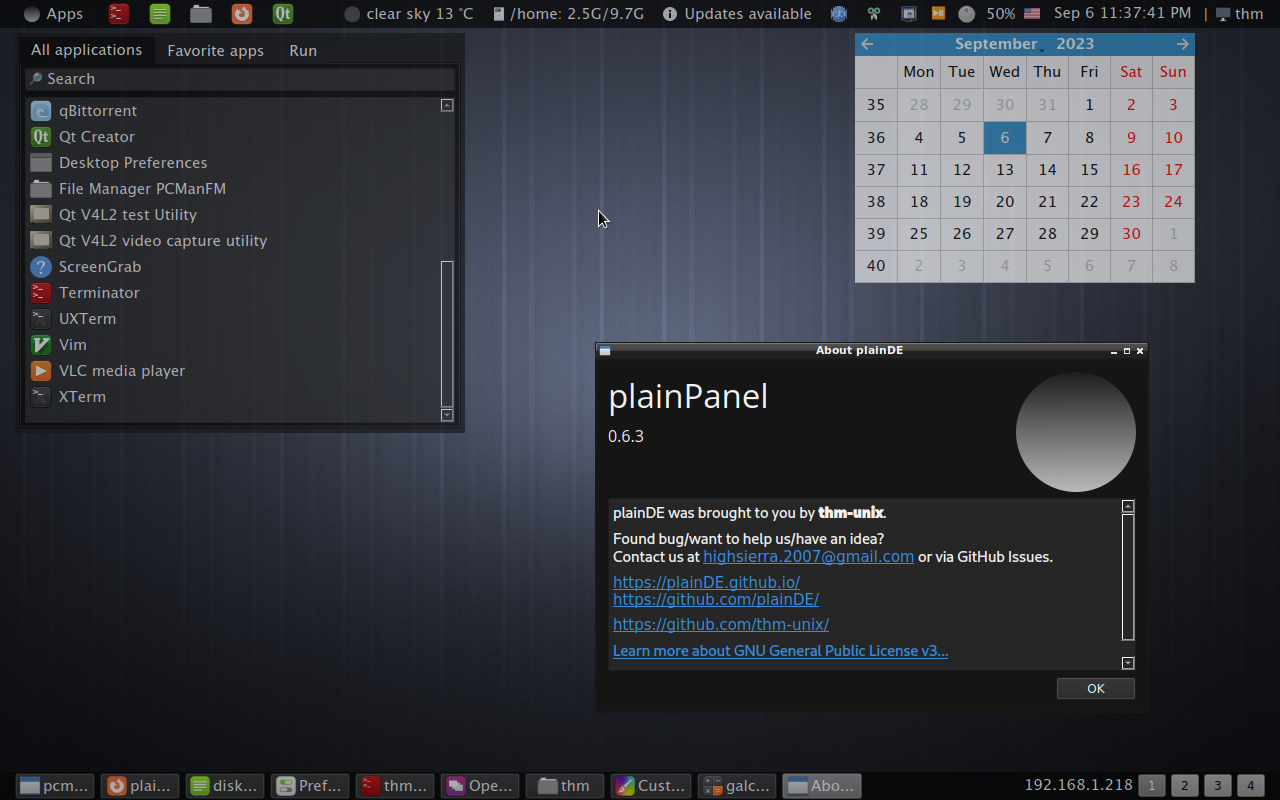 Apps clear sky 13 °C /home: 2.5G/9.7G Updates available 50% Sep 6 11:37:41 PM | thm
All applications Favorite apps Run
Search
qBittorrent
Qt Creator
Desktop Preferences
File Manager PCManFM
Qt V4L2 test Utility
Qt V4L2 video capture utility
ScreenGrab
Terminator
UXTerm
Vim
VLC media player
XTerm
September 2023
Mon Tue Wed Thu Fri Sat Sun
35 28 29 30 31 1 2 3
36 4 5 6 7 8 9 10
37 11 12 13 14 15 16 17
38 18 19 20 21 22 23 24
39 25 26 27 28 29 30 1
40 2 3 4 5 6 7 8
About plainDE
plainPanel
0.6.3
plainDE was brought to you by thm-unix.
Found bug/want to help us/have an idea?
Contact us at highsierra.2007@gmail.com or via GitHub Issues.
https://plainDE.github.io/
https://github.com/plainDE/
https://github.com/thm-unix/
Learn more about GNU General Public License v3...
OK
pcm... plai... disk... Pref... thm... Ope... thm Cust... galc... Abo... 192.168.1.218 1 2 3 4